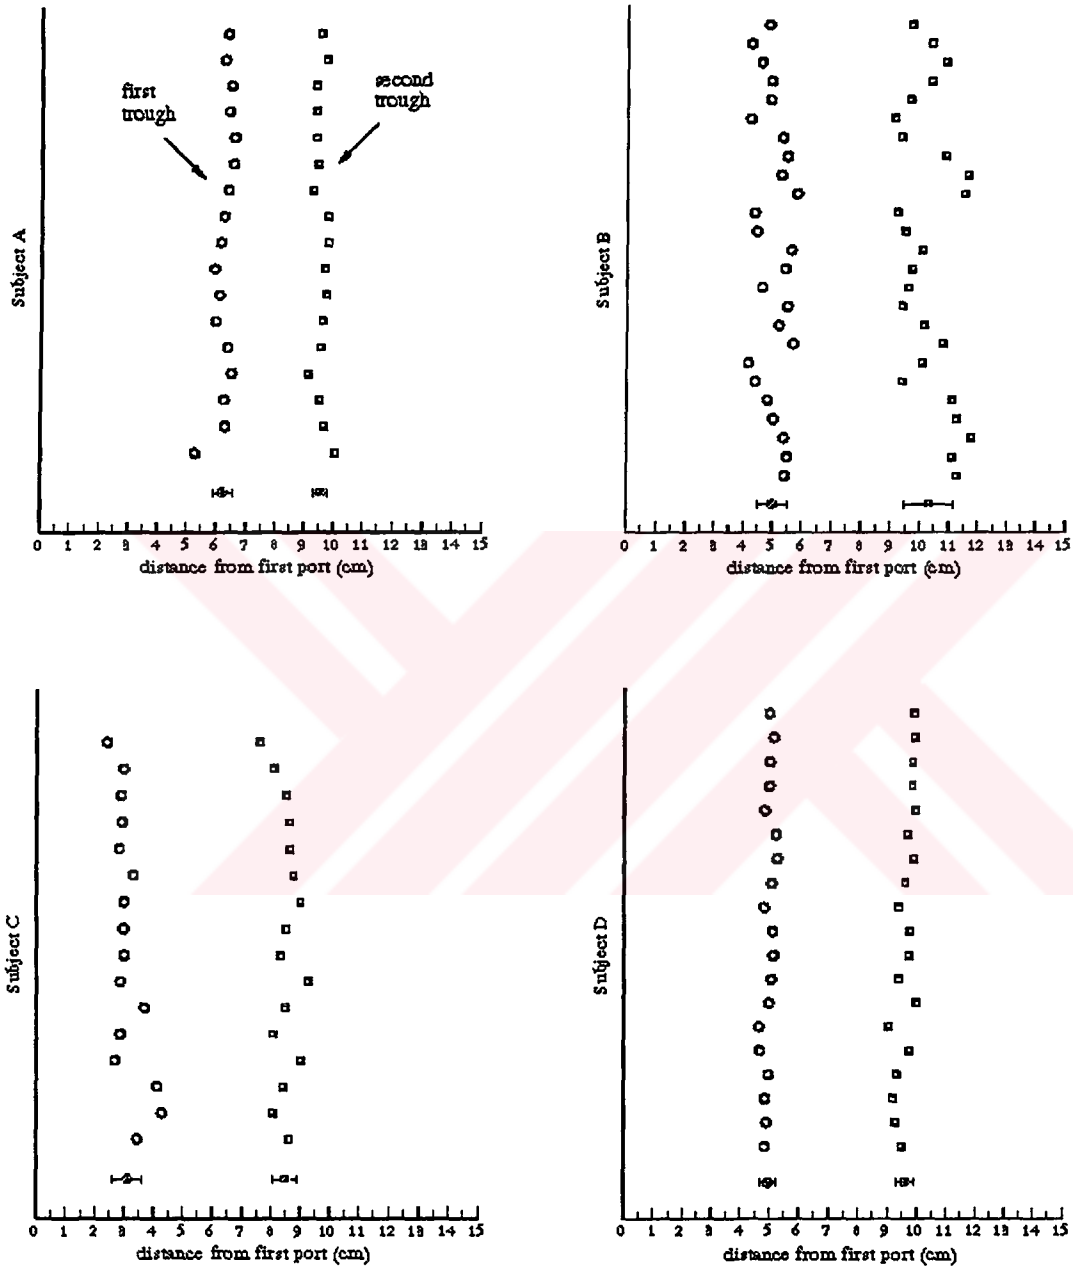 first
trough
second
trough
Subject A
0 1 2 3 4 5 6 7 8 9 10 11 12 13 14 15
distance from first port (cm)
Subject B
0 1 2 3 4 5 6 7 8 9 10 11 12 13 14 15
distance from first port (cm)
Subject C
0 1 2 3 4 5 6 7 8 9 10 11 12 13 14 15
distance from first port (cm)
Subject D
0 1 2 3 4 5 6 7 8 9 10 11 12 13 14 15
distance from first port (cm)